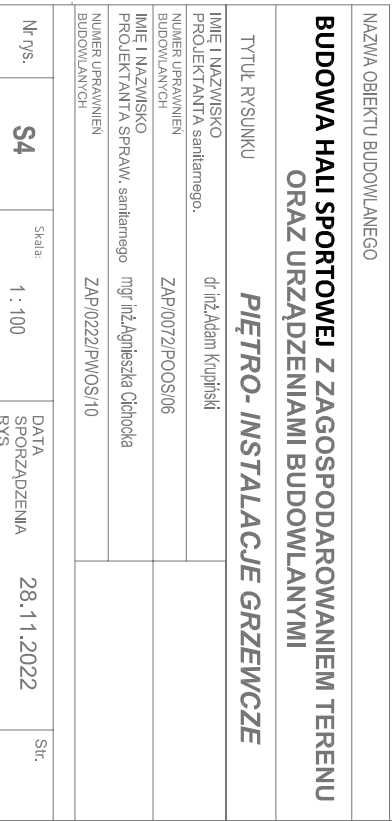 NAZWA OBIEKTU BUDOWLANEGO
BUDOWA HALI SPORTOWEJ Z ZAGOSPODAROWANIEM TERENU
ORAZ URZĄDZENIAMI BUDOWLANYMI
TYTUŁ RYSUNKU
PIĘTRO- INSTALACJE GRZEWCZE
IMIĘ I NAZWISKO
PROJEKTANTA sanitarnego.
dr inż.Adam Krupiński
NUMER UPRAWNIEŃ
BUDOWLANYCH
ZAP/0072/POOS/06
IMIĘ I NAZWISKO
PROJEKTANTA SPRAW. sanitarnego
mgr inż.Agnieszka Cichocka
NUMER UPRAWNIEŃ
BUDOWLANYCH
ZAP/0222/PWOS/10
Nr rys.
S4
Skala:
1 : 100
DATA
SPORZĄDZENIA
RYS
28.11.2022
Str.